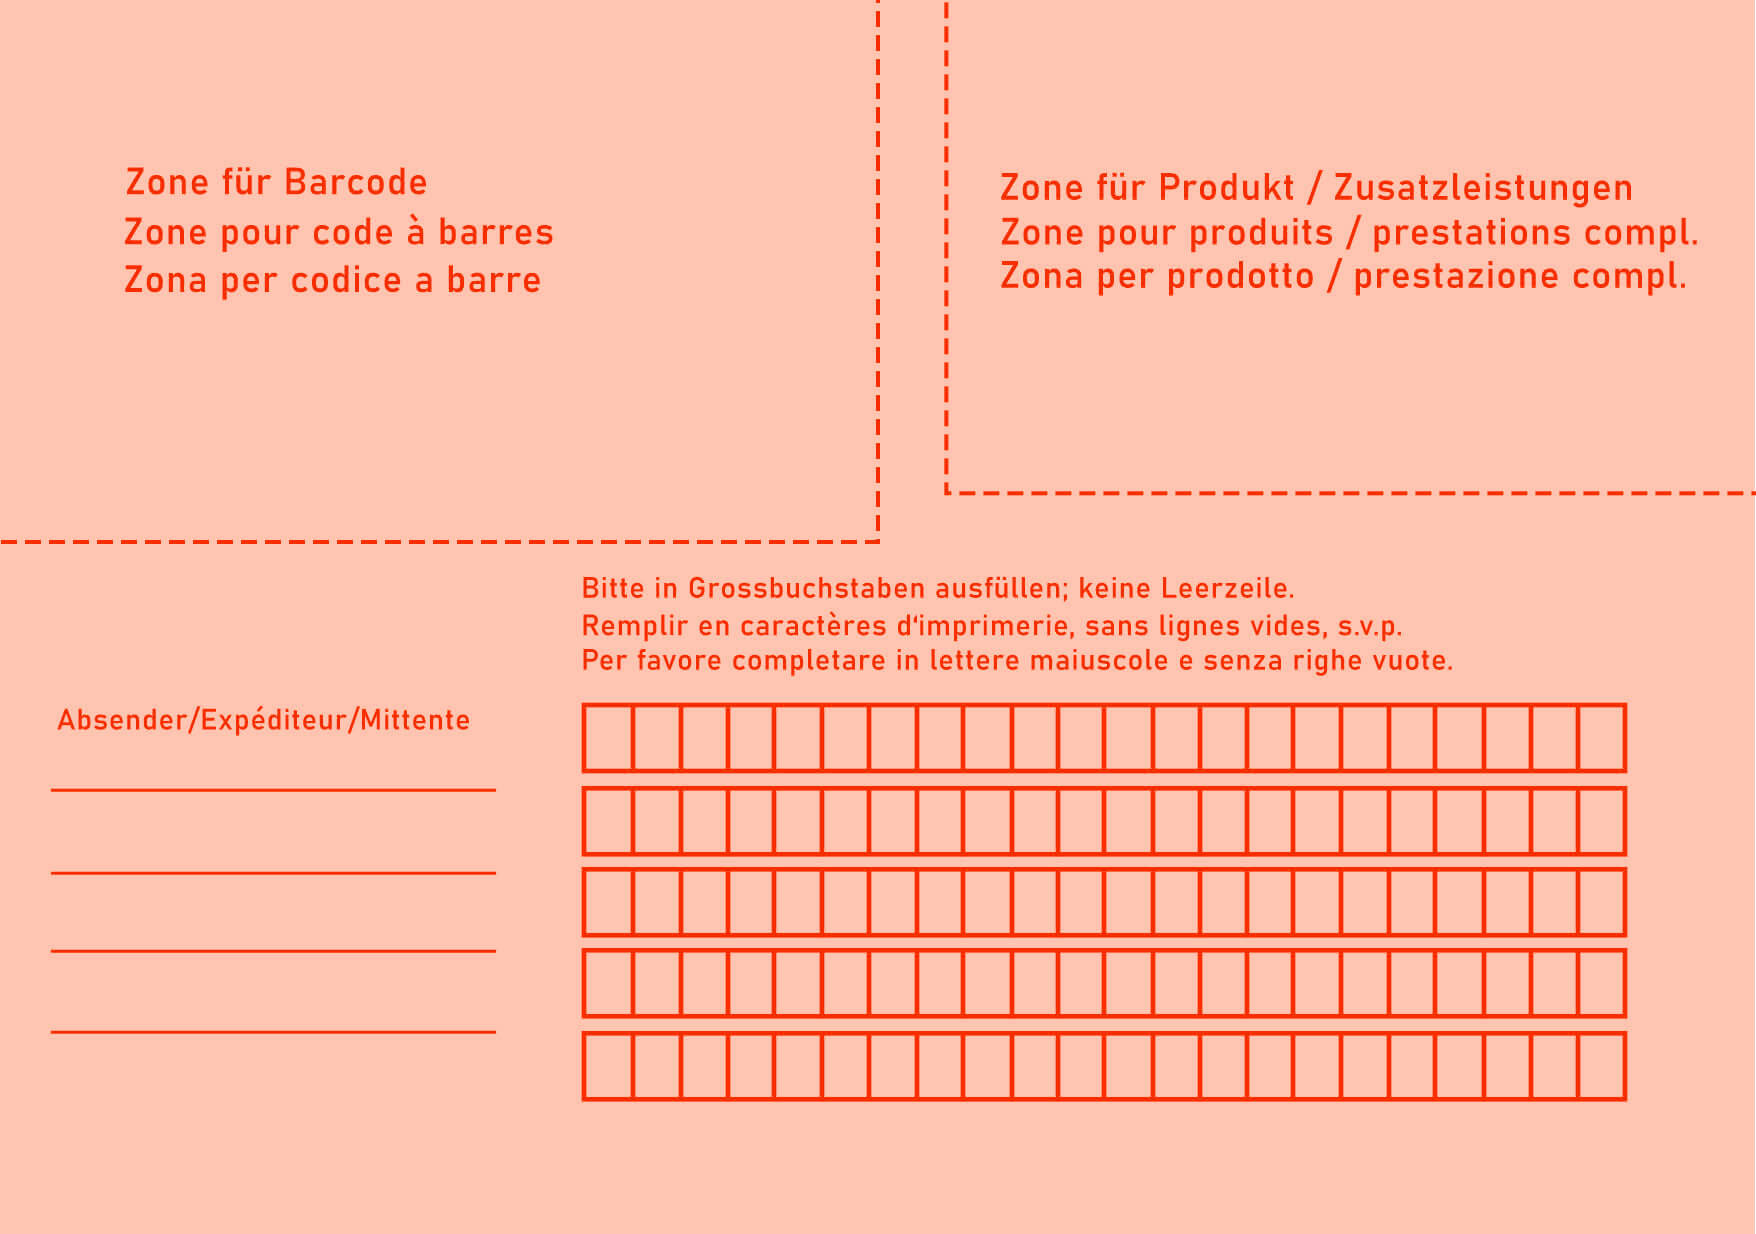 Zone für Barcode
Zone pour code à barres
Zona per codice a barre
Zone für Produkt / Zusatzleistungen
Zone pour produits / prestations compl.
Zona per prodotto / prestazione compl.
Bitte in Grossbuchstaben ausfüllen; keine Leerzeile.
Remplir en caractères d‘imprimerie, sans lignes vides, s.v.p.
Per favore completare in lettere maiuscole e senza righe vuote.
Absender/Expéditeur/Mittente